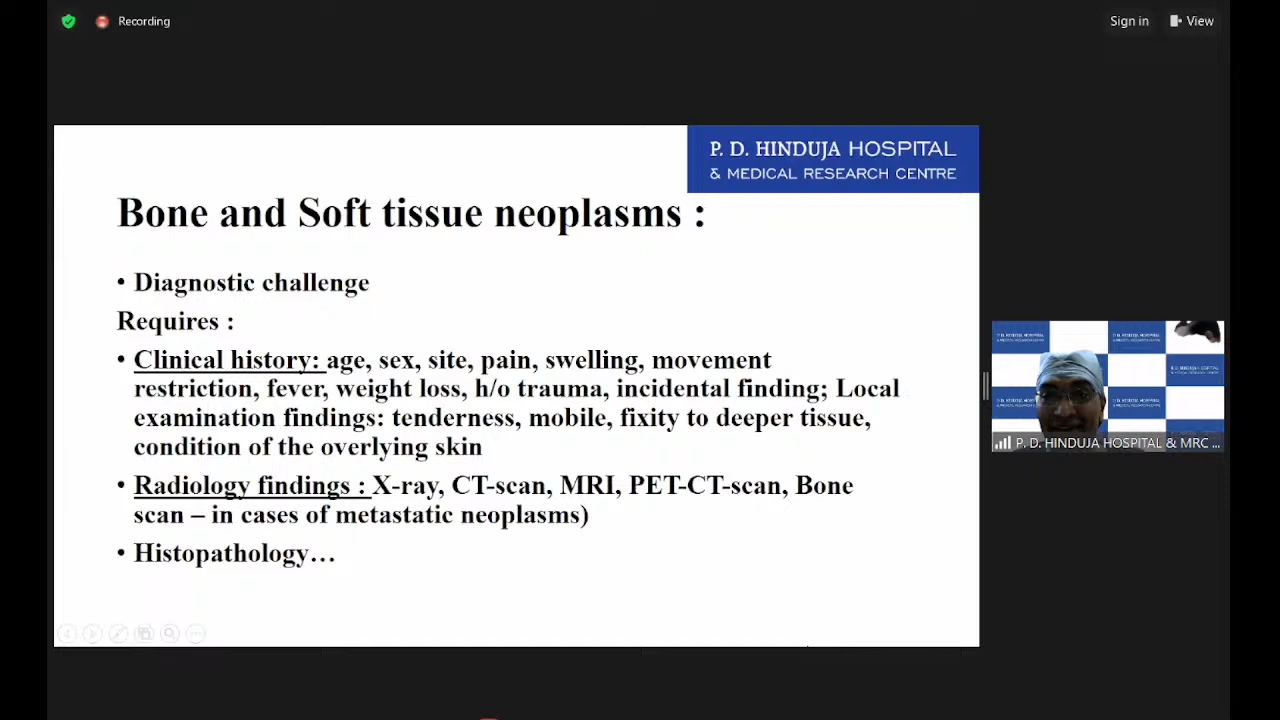 Recording
Sign in
View
P. D. HINDUJA HOSPITAL
& MEDICAL RESEARCH CENTRE
Bone and Soft tissue neoplasms :
• Diagnostic challenge
Requires :
• Clinical history: age, sex, site, pain, swelling, movement
restriction, fever, weight loss, h/o trauma, incidental finding; Local
examination findings: tenderness, mobile, fixity to deeper tissue,
condition of the overlying skin
• Radiology findings : X-ray, CT-scan, MRI, PET-CT-scan, Bone
scan – in cases of metastatic neoplasms)
• Histopathology…
P. D. HINDUJA HOSPITAL & MRC ...